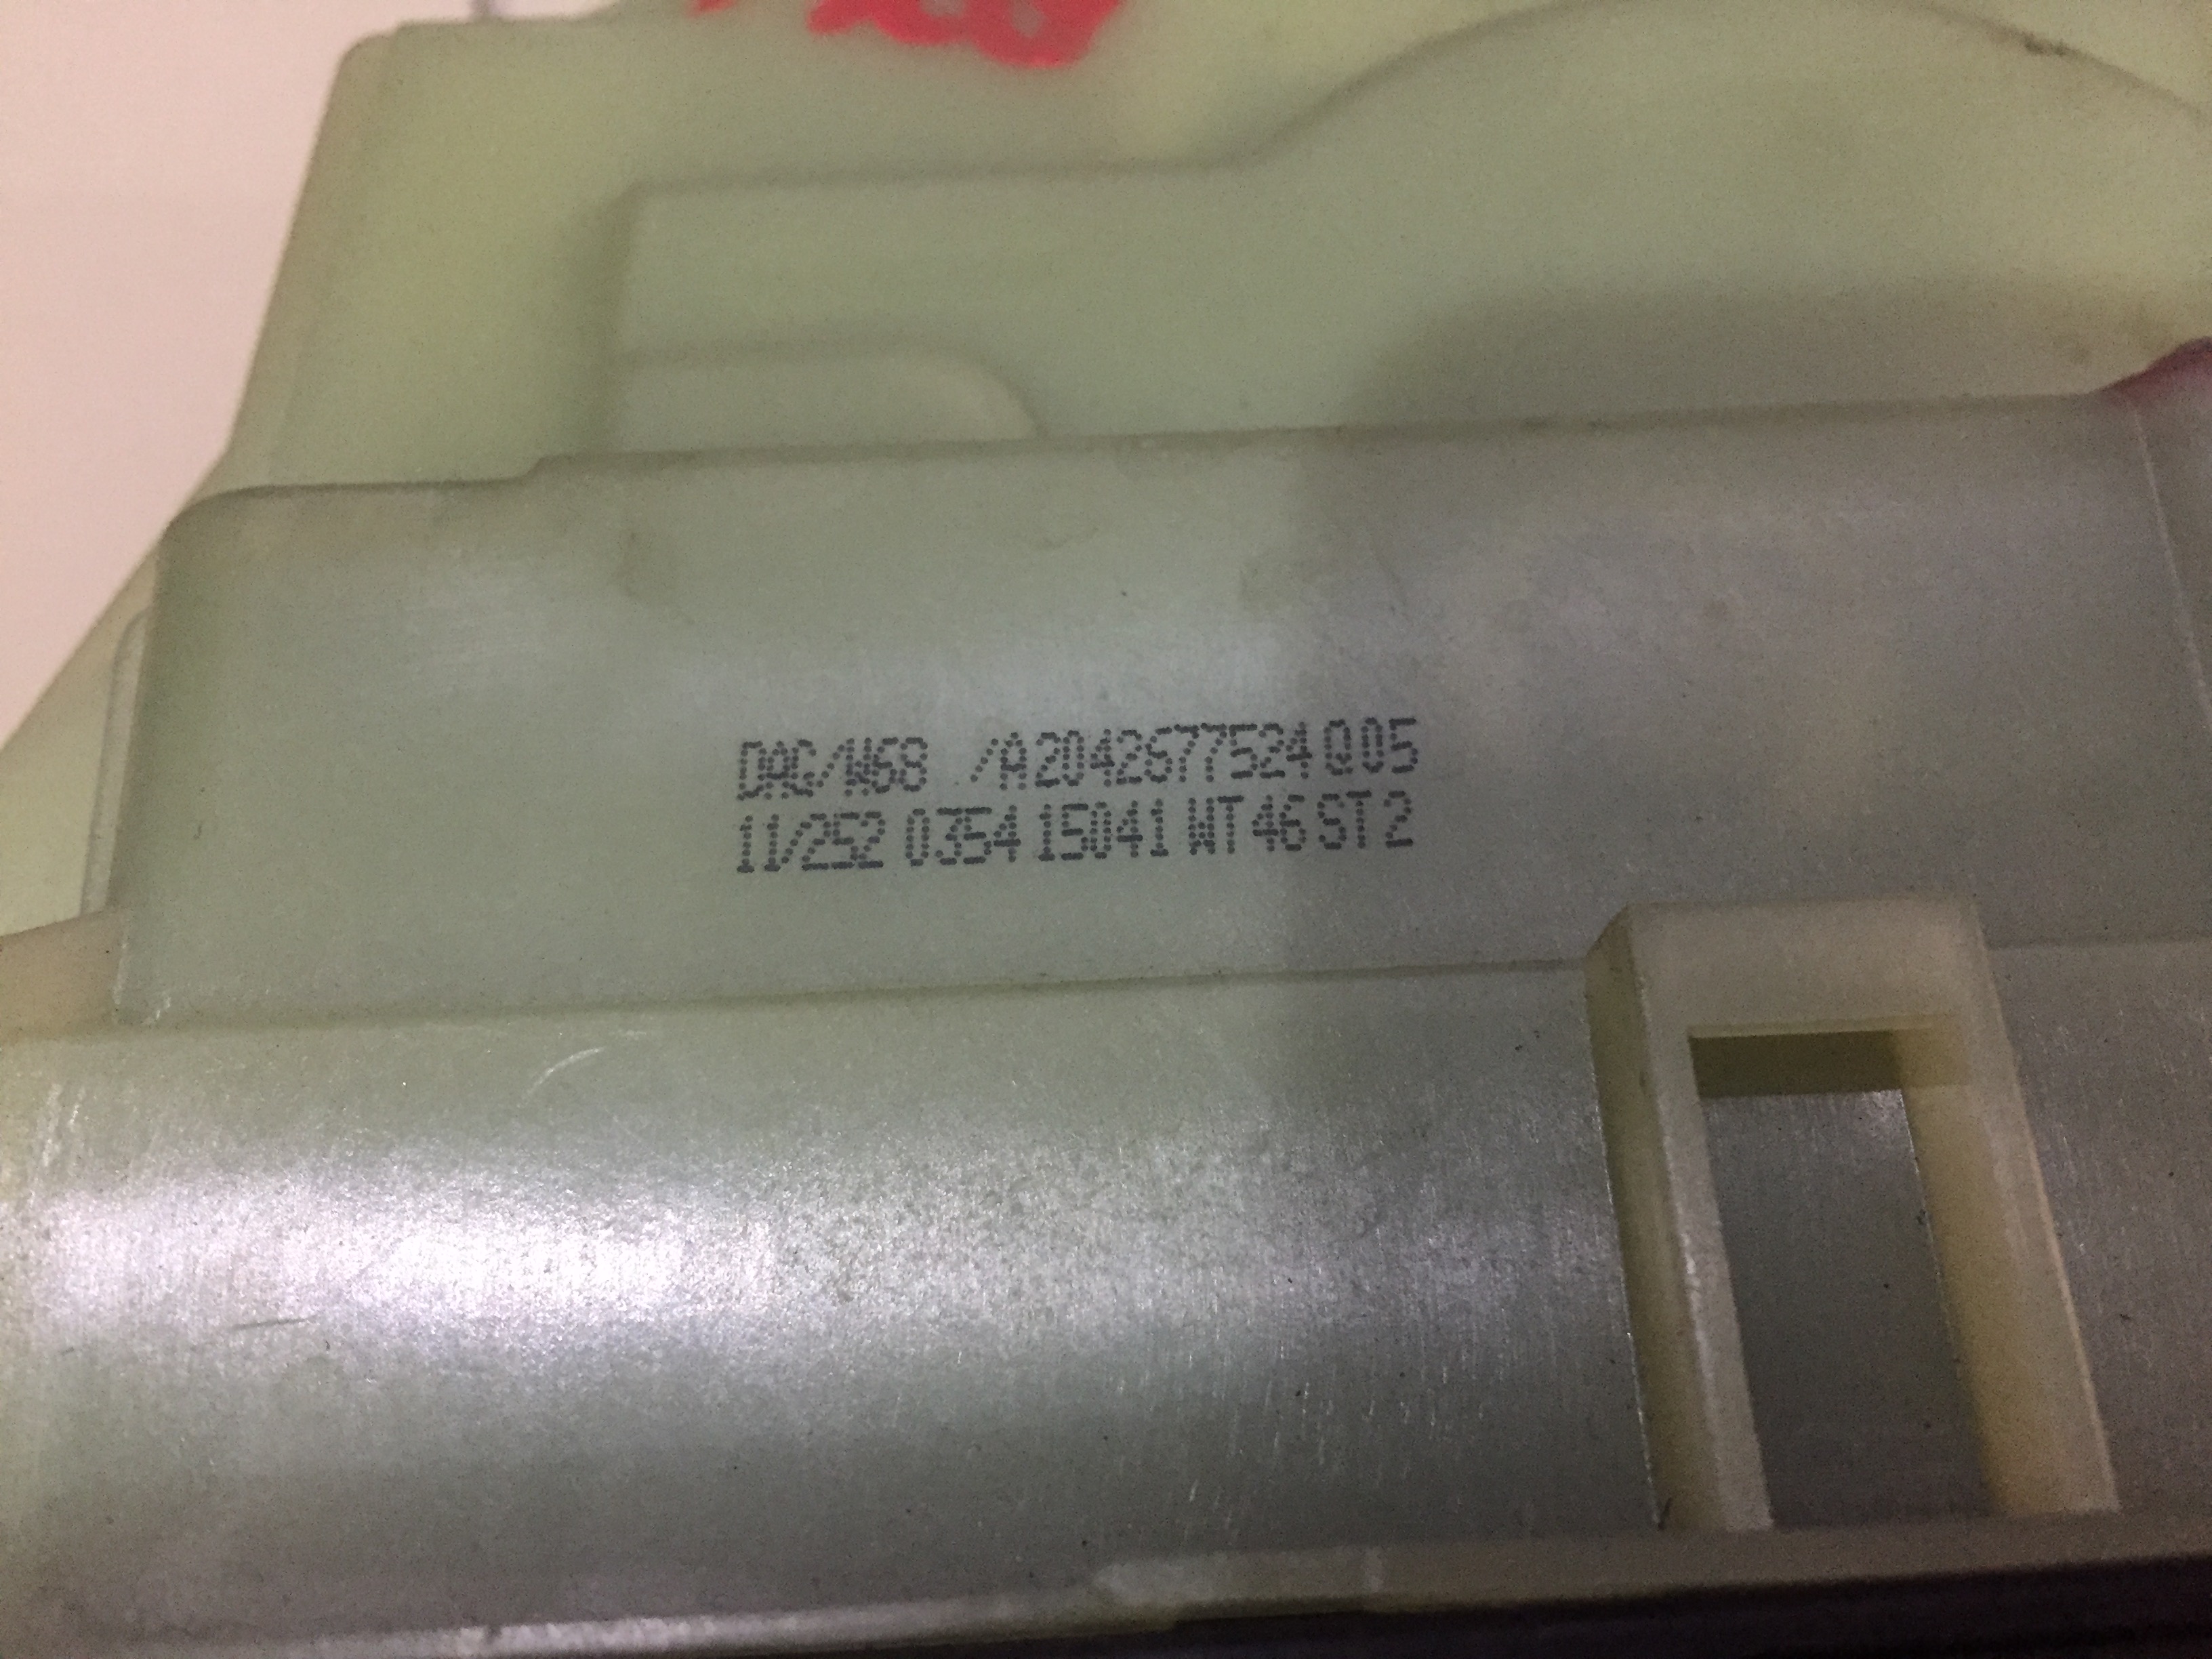 DAG/W68 /A2042677524 Q05
11/252 0354 15041 WT46 ST2